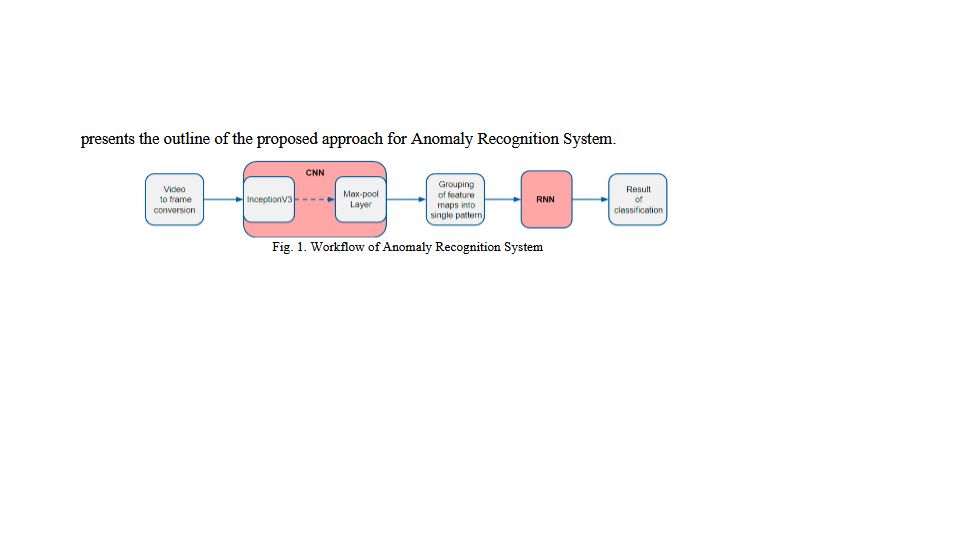 presents the outline of the proposed approach for Anomaly Recognition System.
Video
to frame
conversion
CNN
InceptionV3
Max-pool
Layer
Grouping
of feature
maps into
single pattern
RNN
Result
of
classification
Fig. 1. Workflow of Anomaly Recognition System